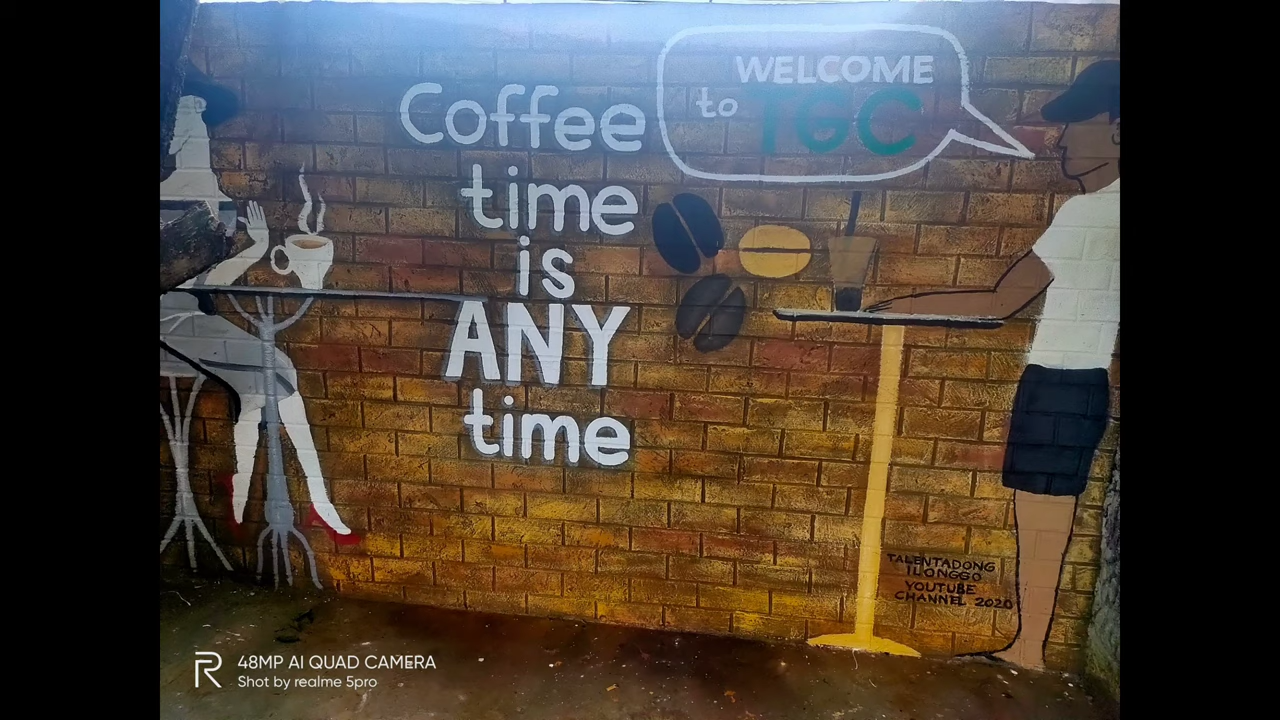 Coffee
time
is
ANY
time
WELCOME
to TGC
TALENTADONG
ILONGGO
YOUTUBE
CHANNEL 2020
48MP AI QUAD CAMERA
Shot by realme 5pro